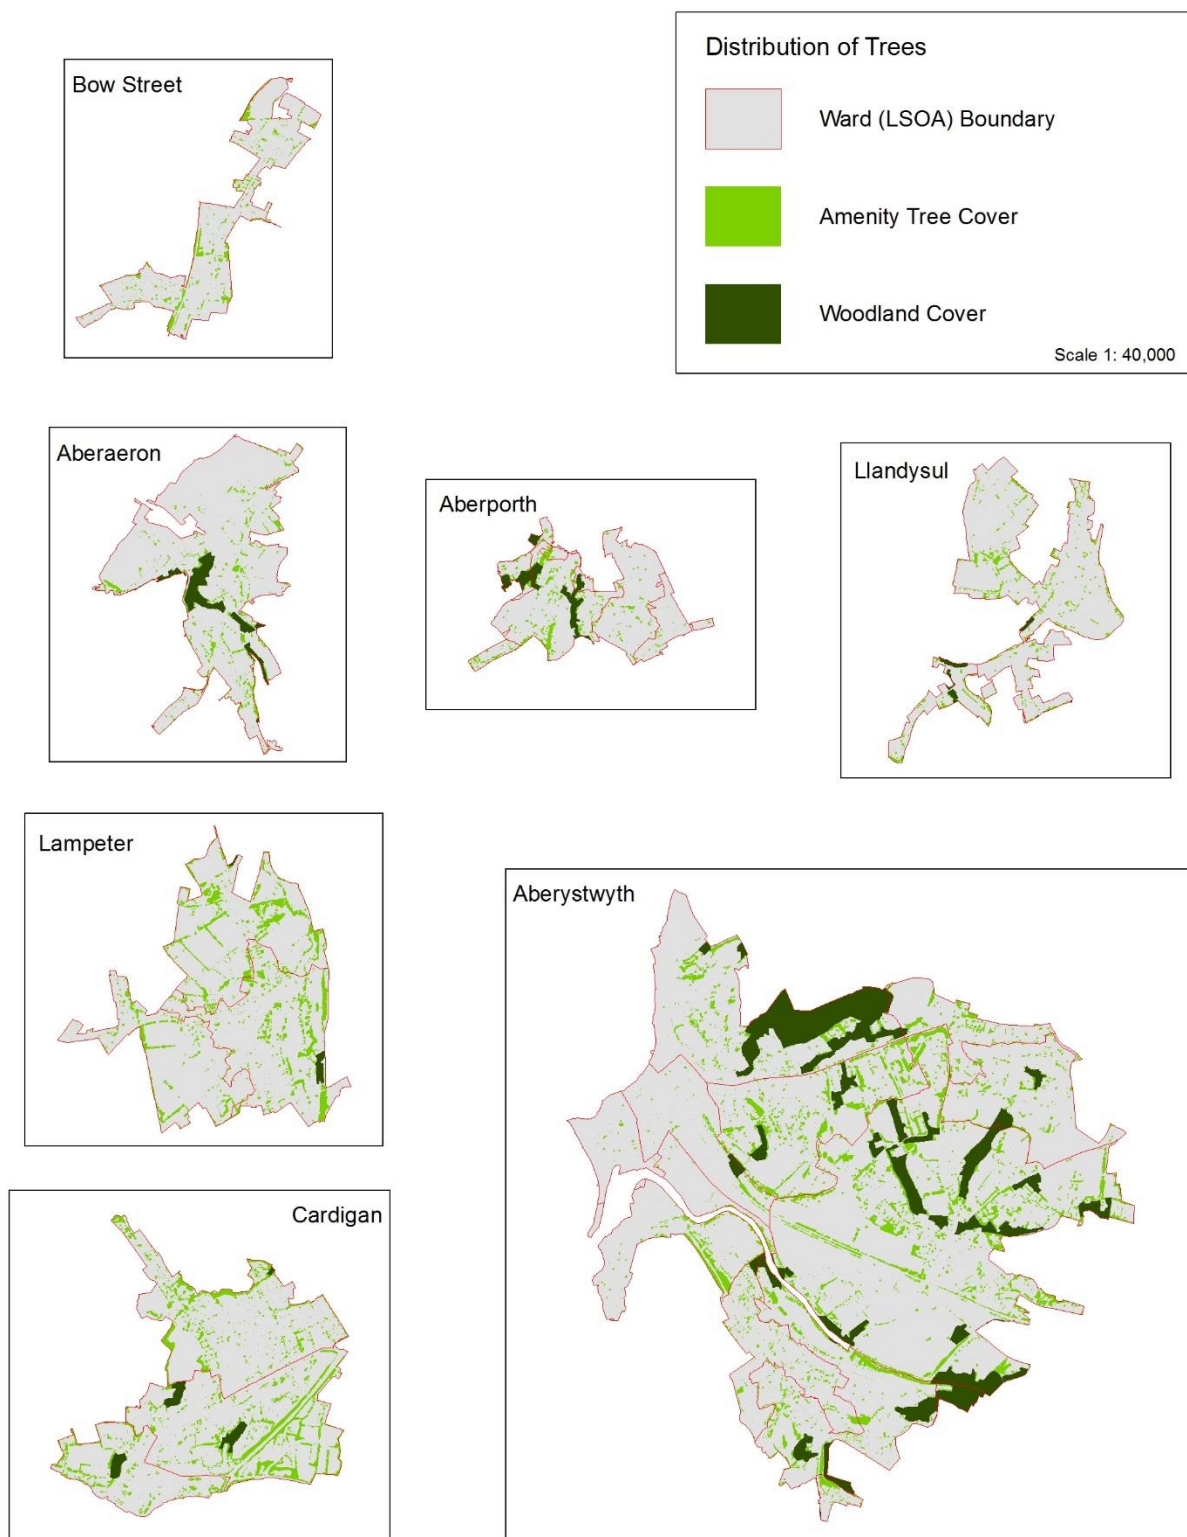 Bow Street
Distribution of Trees
Ward (LSOA) Boundary
Amenity Tree Cover
Woodland Cover
Scale 1: 40,000
Aberaeron
Aberporth
Llandysul
Lampeter
Aberystwyth
Cardigan